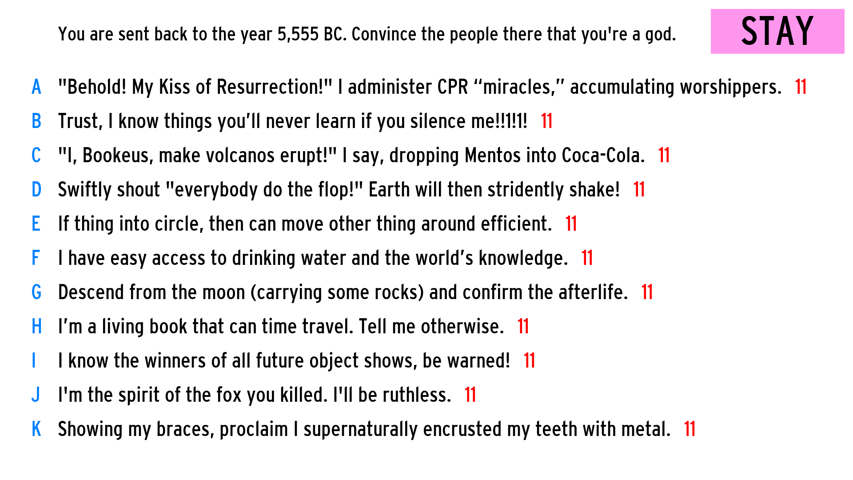 You are sent back to the year 5,555 BC. Convince the people there that you're a god.
STAY
A "Behold! My Kiss of Resurrection!" I administer CPR “miracles,” accumulating worshippers. 11
B Trust, I know things you’ll never learn if you silence me!!1!1! 11
C "I, Bookeus, make volcanos erupt!" I say, dropping Mentos into Coca-Cola. 11
D Swiftly shout "everybody do the flop!" Earth will then stridently shake! 11
E If thing into circle, then can move other thing around efficient. 11
F I have easy access to drinking water and the world’s knowledge. 11
G Descend from the moon (carrying some rocks) and confirm the afterlife. 11
H I’m a living book that can time travel. Tell me otherwise. 11
I I know the winners of all future object shows, be warned! 11
J I'm the spirit of the fox you killed. I'll be ruthless. 11
K Showing my braces, proclaim I supernaturally encrusted my teeth with metal. 11